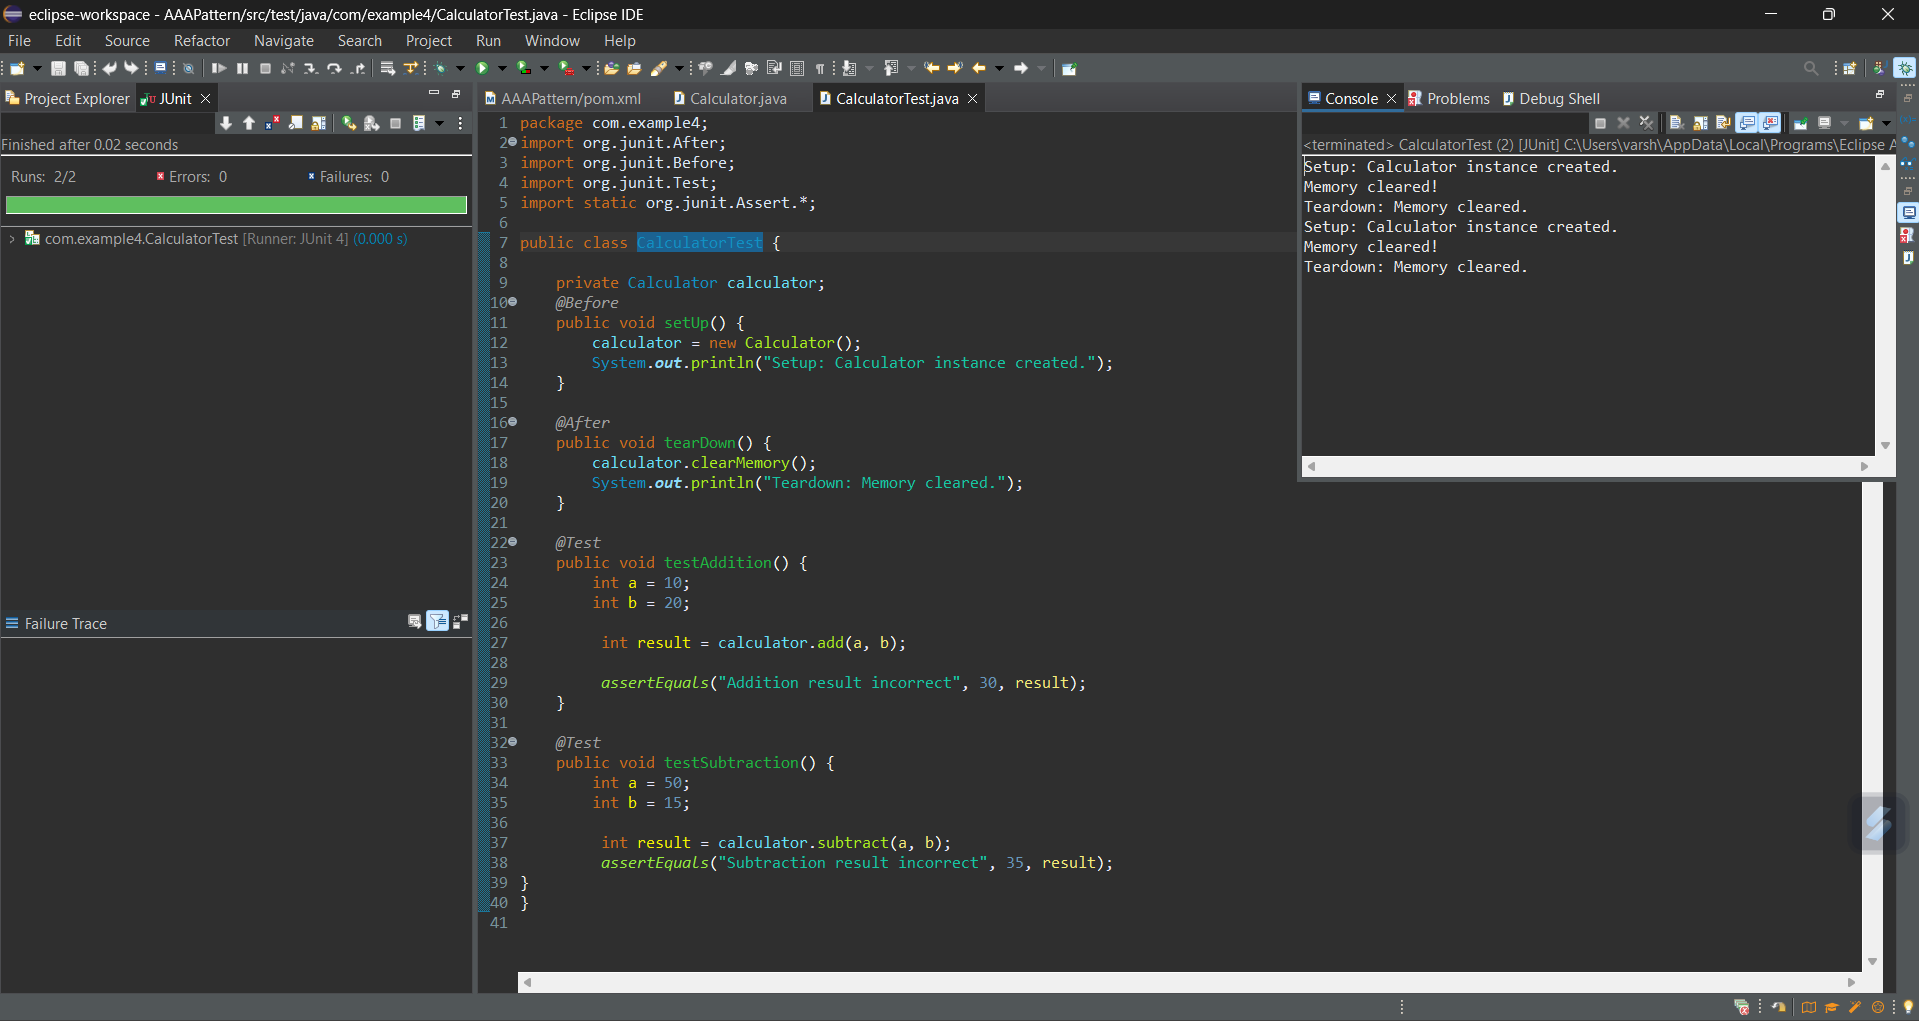 eclipse-workspace - AAAPattern/src/test/java/com/example4/CalculatorTest.java - Eclipse IDE
File Edit Source Refactor Navigate Search Project Run Window Help
Project Explorer JUnit
Finished after 0.02 seconds
Runs: 2/2 Errors: 0 Failures: 0
com.example4.CalculatorTest [Runner: JUnit 4] (0.000 s)
Failure Trace
AAAPattern/pom.xml Calculator.java CalculatorTest.java
1 package com.example4;
2 import org.junit.After;
3 import org.junit.Before;
4 import org.junit.Test;
5 import static org.junit.Assert.*;
6
7 public class CalculatorTest {
8
9     private Calculator calculator;
10     @Before
11     public void setUp() {
12         calculator = new Calculator();
13         System.out.println("Setup: Calculator instance created.");
14     }
15
16     @After
17     public void tearDown() {
18         calculator.clearMemory();
19         System.out.println("Teardown: Memory cleared.");
20     }
21
22     @Test
23     public void testAddition() {
24         int a = 10;
25         int b = 20;
26
27          int result = calculator.add(a, b);
28
29          assertEquals("Addition result incorrect", 30, result);
30     }
31
32     @Test
33     public void testSubtraction() {
34         int a = 50;
35         int b = 15;
36
37          int result = calculator.subtract(a, b);
38          assertEquals("Subtraction result incorrect", 35, result);
39 }
40 }
41
Console Problems Debug Shell
<terminated> CalculatorTest (2) [JUnit] C:\Users\varsh\AppData\Local\Programs\Eclipse A
Setup: Calculator instance created.
Memory cleared!
Teardown: Memory cleared.
Setup: Calculator instance created.
Memory cleared!
Teardown: Memory cleared.